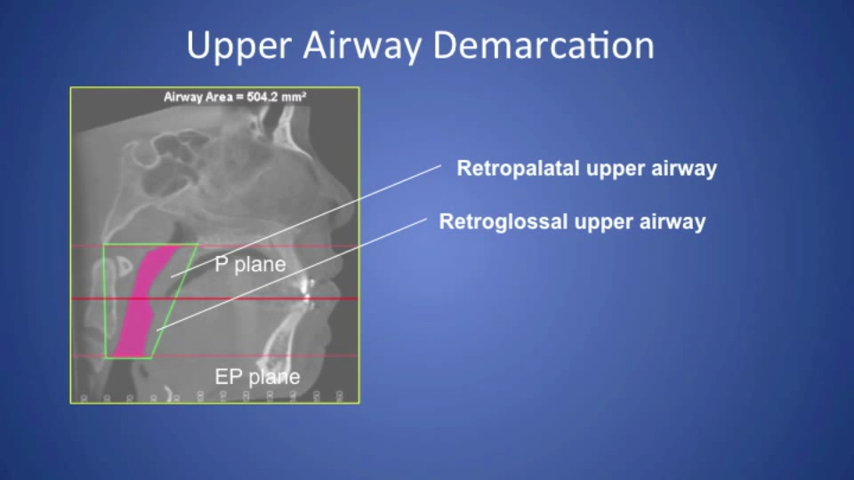 Upper Airway Demarcation
Airway Area = 504.2 mm²
Retropalatal upper airway
Retroglossal upper airway
P plane
EP plane